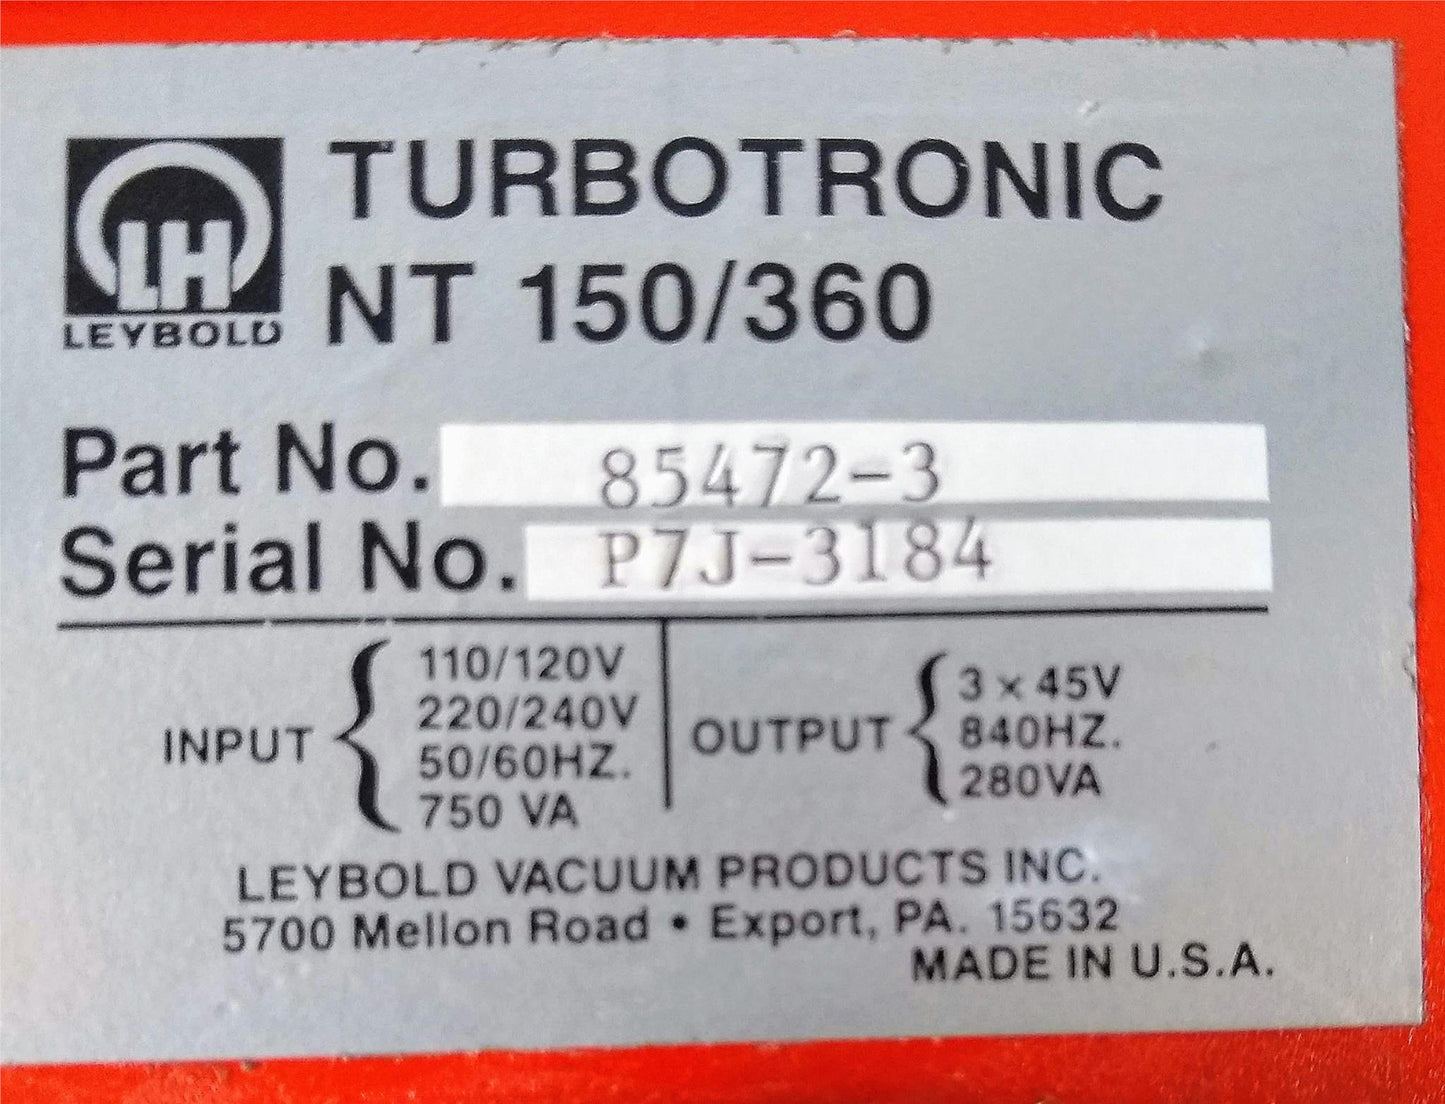 LH
LEYBOLD
TURBOTRONIC
NT 150/360
Part No. 85472-3
Serial No. P7J-3184
INPUT
110/120V
220/240V
50/60HZ.
750 VA
OUTPUT
3 x 45V
840HZ.
280VA
LEYBOLD VACUUM PRODUCTS INC.
5700 Mellon Road • Export, PA. 15632
MADE IN U.S.A.